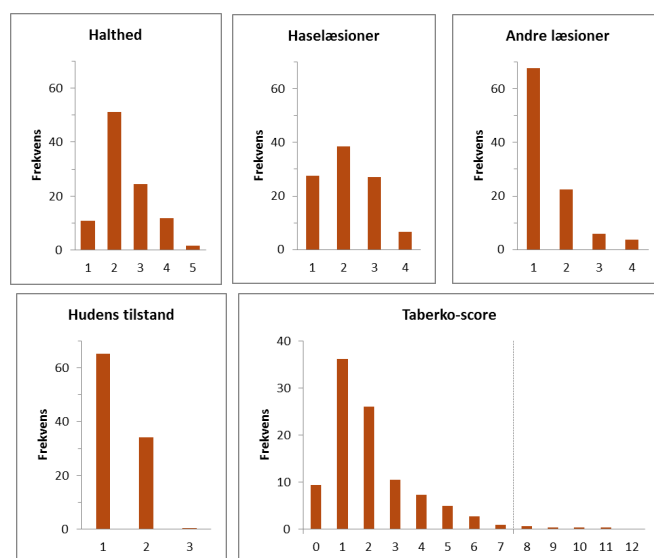 Halthed
Frekvens
60
40
20
0
1 2 3 4 5
Haselæsioner
Frekvens
60
40
20
0
1 2 3 4
Andre læsioner
Frekvens
60
40
20
0
1 2 3 4
Hudens tilstand
Frekvens
60
40
20
0
1 2 3
Taberko-score
Frekvens
40
30
20
10
0
0 1 2 3 4 5 6 7 8 9 10 11 12